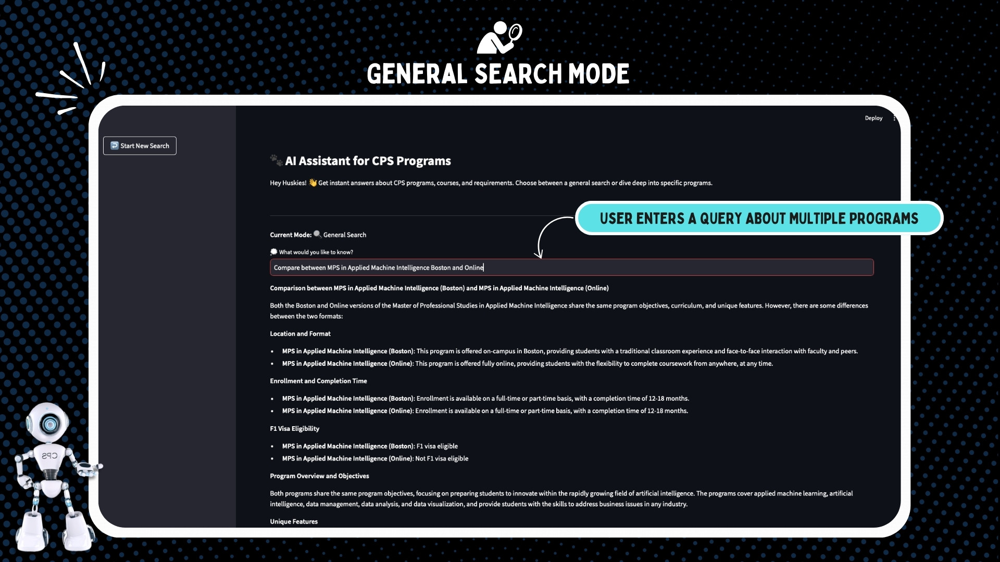 GENERAL SEARCH MODE
Deploy
Start New Search
AI Assistant for CPS Programs
Hey Huskies! 👋 Get instant answers about CPS programs, courses, and requirements. Choose between a general search or dive deep into specific programs.
USER ENTERS A QUERY ABOUT MULTIPLE PROGRAMS
Current Mode: 🔍 General Search
💭 What would you like to know?
Compare between MPS in Applied Machine Intelligence Boston and Online
Comparison between MPS in Applied Machine Intelligence (Boston) and MPS in Applied Machine Intelligence (Online)
Both the Boston and Online versions of the Master of Professional Studies in Applied Machine Intelligence share the same program objectives, curriculum, and unique features. However, there are some differences
between the two formats:
Location and Format
• MPS in Applied Machine Intelligence (Boston): This program is offered on-campus in Boston, providing students with a traditional classroom experience and face-to-face interaction with faculty and peers.
• MPS in Applied Machine Intelligence (Online): This program is offered fully online, providing students with the flexibility to complete coursework from anywhere, at any time.
Enrollment and Completion Time
• MPS in Applied Machine Intelligence (Boston): Enrollment is available on a full-time or part-time basis, with a completion time of 12-18 months.
• MPS in Applied Machine Intelligence (Online): Enrollment is available on a full-time or part-time basis, with a completion time of 12-18 months.
F1 Visa Eligibility
• MPS in Applied Machine Intelligence (Boston): F1 visa eligible
• MPS in Applied Machine Intelligence (Online): Not F1 visa eligible
Program Overview and Objectives
Both programs share the same program objectives, focusing on preparing students to innovate within the rapidly growing field of artificial intelligence. The programs cover applied machine learning, artificial
intelligence, data management, data analysis, and data visualization, and provide students with the skills to address business issues in any industry.
Unique Features
CPS